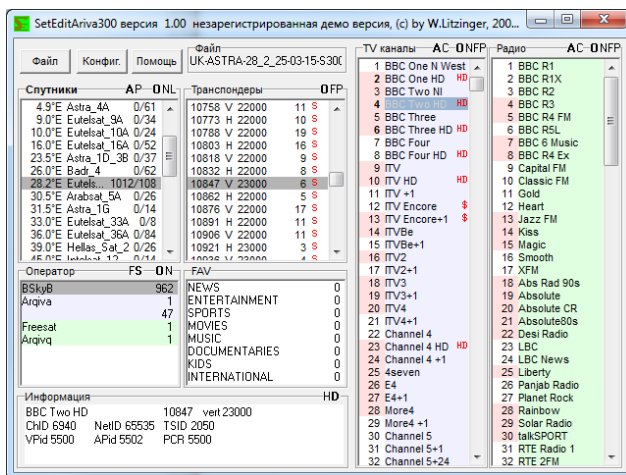 SetEditAriva300 версия 1.00 незарегистрированная демо версия, (c) by W.Litzinger, 200...
Файл Конфиг. Помощь
Файл
UK-ASTRA-28_2_25-03-15-S300
Спутники AP ONL
4.9°E Astra_4A 0/61
9.0°E Eutelsat_9A 0/34
10.0°E Eutelsat_10A 0/24
16.0°E Eutelsat_16A 0/52
23.5°E Astra_1D_3B 0/37
26.0°E Badr_4 0/62
28.2°E Eutels... 1012/108
30.5°E Arabsat_5A 0/26
31.5°E Astra_1G 0/14
33.0°E Eutelsat_33A 0/8
36.0°E Eutelsat_36A 0/84
39.0°E Hellas_Sat_2 0/26
45.0°E Intelsat_12 0/14
Транспондеры OFP
10758 V 22000 11 S
10773 H 22000 10 S
10788 V 22000 19 S
10803 H 22000 16 S
10818 V 22000 9 S
10832 H 22000 8 S
10847 V 23000 6 S
10862 H 22000 5 S
10876 V 22000 17 S
10891 H 22000 11 S
10906 V 22000 11 S
10921 H 22000 3 S
10936 V 22000 4 S
Оператор FS ON
BSkyB 962
Arqiva 1
47
Freesat 1
Arqivq 1
FAV
NEWS 0
ENTERTAINMENT 0
SPORTS 0
MOVIES 0
MUSIC 0
DOCUMENTARIES 0
KIDS 0
INTERNATIONAL 0
Информация HD
BBC Two HD 10847 vert 23000
ChID 6940 NetID 65535 TSID 2050
VPid 5500 APid 5502 PCR 5500
TV каналы AC ONFP
1 BBC One N West
2 BBC One HD HD
3 BBC Two NI
4 BBC Two HD HD
5 BBC Three
6 BBC Three HD HD
7 BBC Four
8 BBC Four HD HD
9 ITV
10 ITV HD HD
11 ITV +1
12 ITV Encore $
13 ITV Encore+1 $
14 ITVBe
15 ITVBe+1
16 ITV2
17 ITV2+1
18 ITV3
19 ITV3+1
20 ITV4
21 ITV4+1
22 Channel 4
23 Channel 4 HD HD
24 Channel 4 +1
25 4seven
26 E4
27 E4+1
28 More4
29 More4 +1
30 Channel 5
31 Channel 5+1
32 Channel 5+24
Радио AC ONFP
1 BBC R1
2 BBC R1X
3 BBC R2
4 BBC R3
5 BBC R4 FM
6 BBC R5L
7 BBC 6 Music
8 BBC R4 Ex
9 Capital FM
10 Classic FM
11 Gold
12 Heart
13 Jazz FM
14 Kiss
15 Magic
16 Smooth
17 XFM
18 Abs Rad 90s
19 Absolute
20 Absolute CR
21 Absolute80s
22 Desi Radio
23 LBC
24 LBC News
25 Liberty
26 Panjab Radio
27 Planet Rock
28 Rainbow
29 Solar Radio
30 talkSPORT
31 RTE Radio 1
32 RTE 2FM